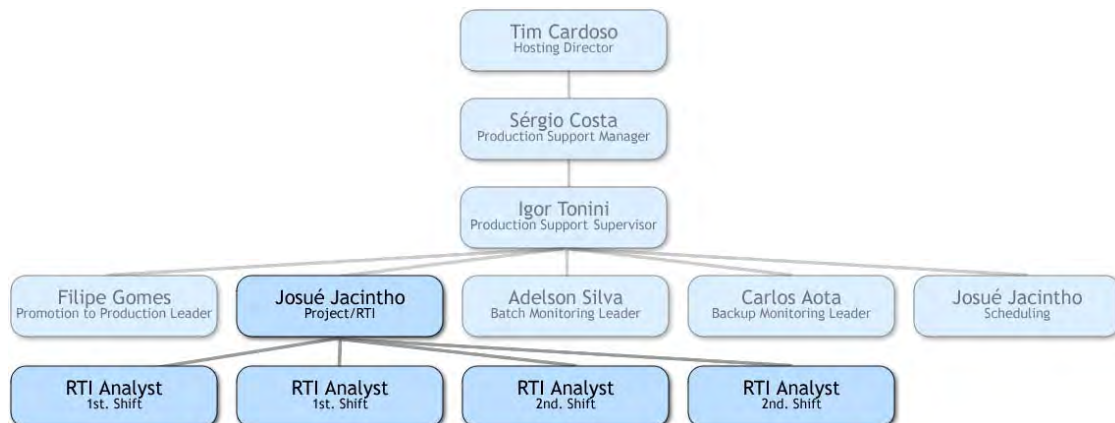 Tim Cardoso
Hosting Director
Sérgio Costa
Production Support Manager
Igor Tonini
Production Support Supervisor
Filipe Gomes
Promotion to Production Leader
Josué Jacintho
Project/RTI
Adelson Silva
Batch Monitoring Leader
Carlos Aota
Backup Monitoring Leader
Josué Jacintho
Scheduling
RTI Analyst
1st. Shift
RTI Analyst
1st. Shift
RTI Analyst
2nd. Shift
RTI Analyst
2nd. Shift